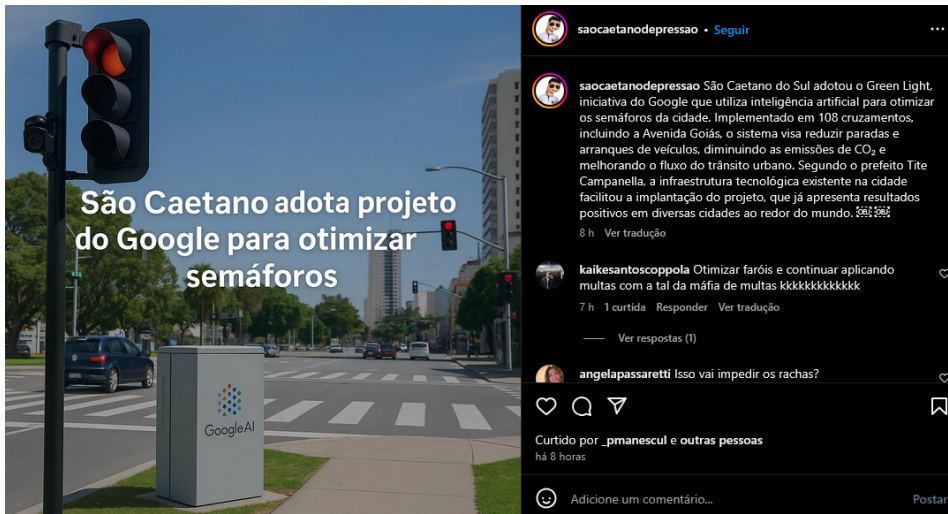 São Caetano adota projeto
do Google para otimizar
semáforos
Google AI
saocaetanodepressao • Seguir
saocaetanodepressao São Caetano do Sul adotou o Green Light,
iniciativa do Google que utiliza inteligência artificial para otimizar
os semáforos da cidade. Implementado em 108 cruzamentos,
incluindo a Avenida Goiás, o sistema visa reduzir paradas e
arranques de veículos, diminuindo as emissões de CO₂ e
melhorando o fluxo do trânsito urbano. Segundo o prefeito Tite
Campanella, a infraestrutura tecnológica existente na cidade
facilitou a implantação do projeto, que já apresenta resultados
positivos em diversas cidades ao redor do mundo.
8 h Ver tradução
kaikesantoscoppola Otimizar faróis e continuar aplicando
multas com a tal da máfia de multas kkkkkkkkkkkkk
7 h 1 curtida Responder Ver tradução
Ver respostas (1)
angelapassaretti Isso vai impedir os rachas?
Curtido por _pmanescul e outras pessoas
há 8 horas
Adicione um comentário...
Postar